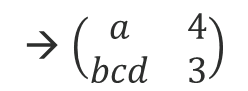 → (a 4
bcd 3)